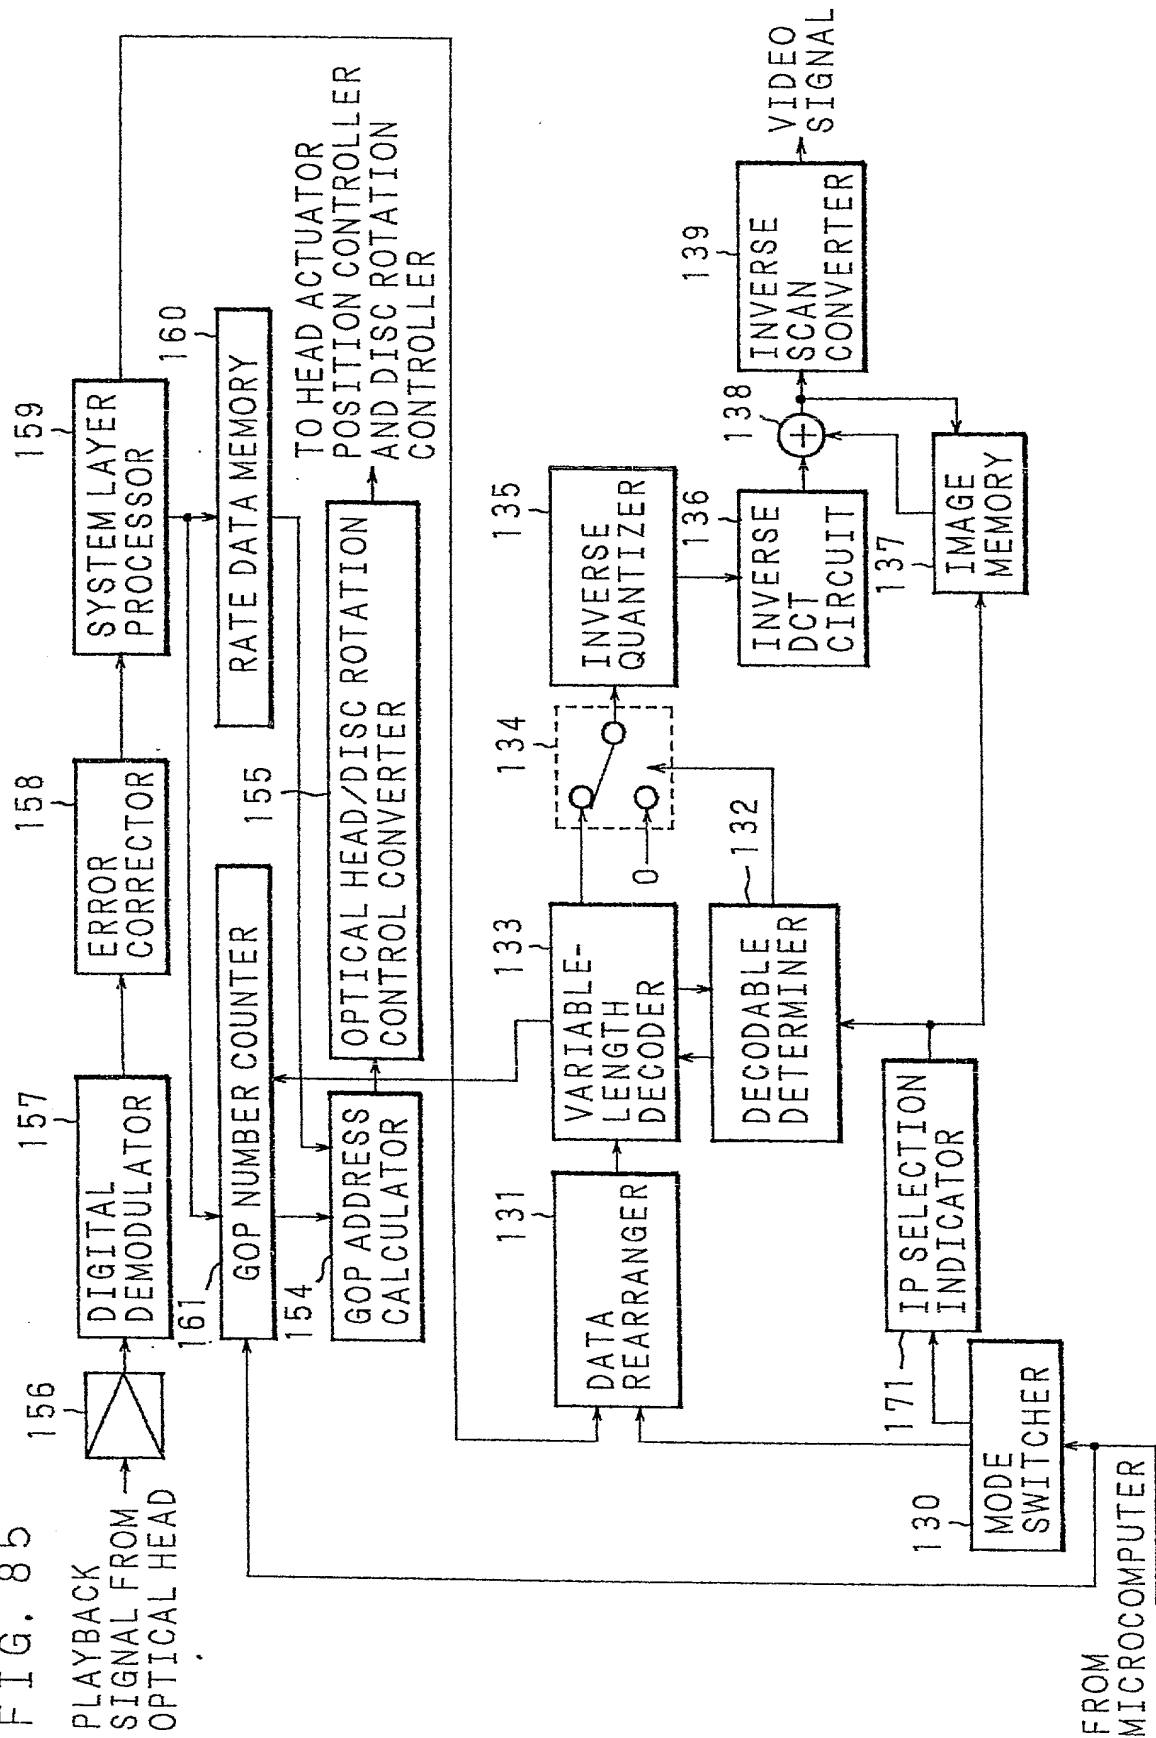 FIG. 85
PLAYBACK
SIGNAL FROM
OPTICAL HEAD
156
157
DIGITAL
DEMODULATOR
158
ERROR
CORRECTOR
159
SYSTEM LAYER
PROCESSOR
161
GOP NUMBER COUNTER
160
RATE DATA MEMORY
154
GOP ADDRESS
CALCULATOR
155
OPTICAL HEAD/DISC ROTATION
CONTROL CONVERTER
TO HEAD ACTUATOR
POSITION CONTROLLER
AND DISC ROTATION
CONTROLLER
131
DATA
REARRANGER
133
VARIABLE-
LENGTH
DECODER
134
0
135
INVERSE
QUANTIZER
132
DECODABLE
DETERMINER
136
INVERSE
DCT
CIRCUIT
138
+
139
INVERSE
SCAN
CONVERTER
VIDEO
SIGNAL
137
IMAGE
MEMORY
171
IP SELECTION
INDICATOR
130
MODE
SWITCHER
FROM
MICROCOMPUTER